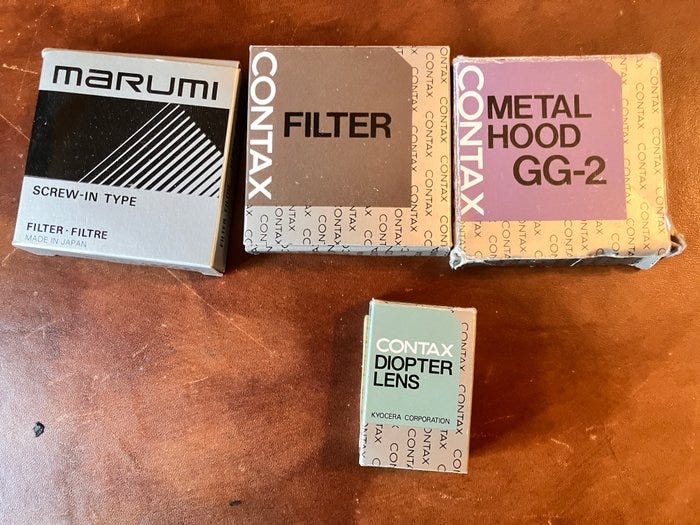 marumi
SCREW-IN TYPE
FILTER · FILTRE
MADE IN JAPAN
CONTAX
FILTER
CONTAX
METAL
HOOD
GG-2
CONTAX
DIOPTER
LENS
KYOCERA CORPORATION